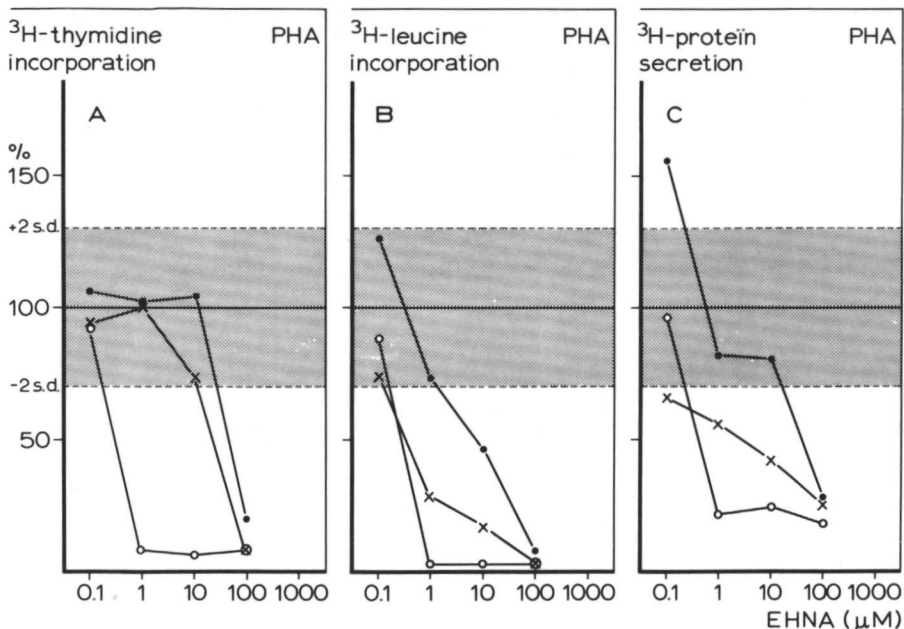 ³H-thymidine incorporation PHA
A
%
150
+2 s.d.
100
-2 s.d.
50
0.1 1 10 100 1000
³H-leucine incorporation PHA
B
0.1 1 10 100 1000
³H-proteïn secretion PHA
C
0.1 1 10 100 1000
EHNA (µM)